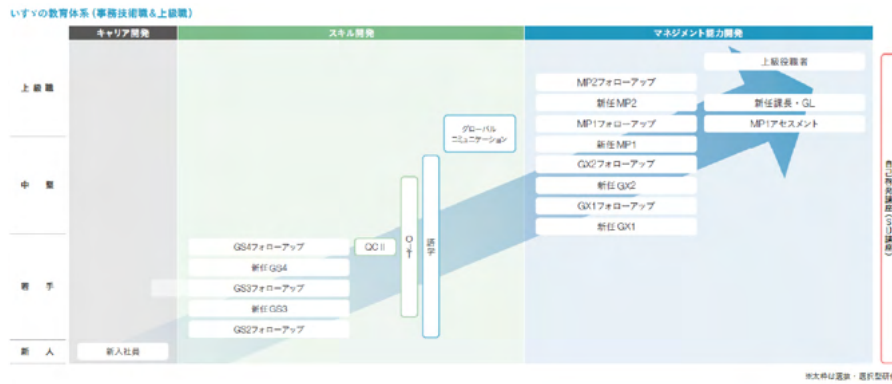 いすゞの教育体系（事務技術職&上級職）
キャリア開発
スキル開発
マネジメント能力開発
上級職
上級役職者
MP2フォローアップ
新任MP2
新任課長・GL
MP1フォローアップ
MP1アセスメント
グローバル
コミュニケーション
新任MP1
中堅
GX2フォローアップ
新任GX2
GX1フォローアップ
新任GX1
OJT
語学
GS4フォローアップ
QCⅡ
新任GS4
若手
GS3フォローアップ
新任GS3
GS2フォローアップ
新人
新入社員